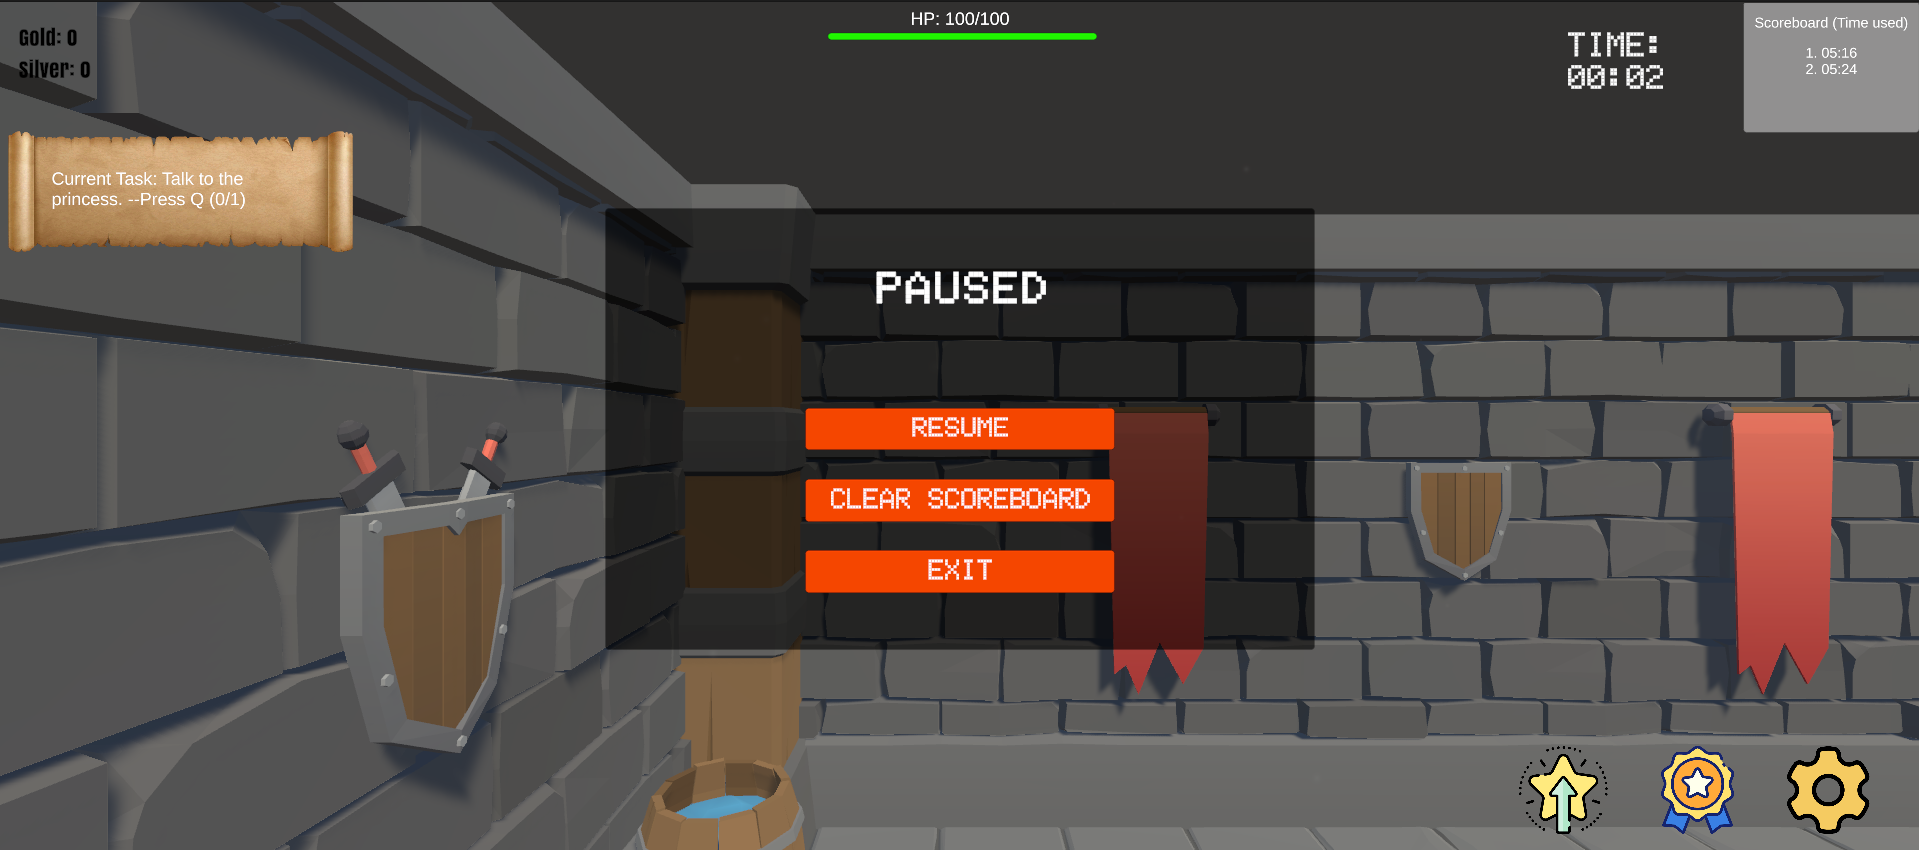 Gold: 0
Silver: 0
HP: 100/100
TIME:
00:02
Scoreboard (Time used)
1. 05:16
2. 05:24
Current Task: Talk to the
princess. --Press Q (0/1)
PAUSED
RESUME
CLEAR SCOREBOARD
EXIT